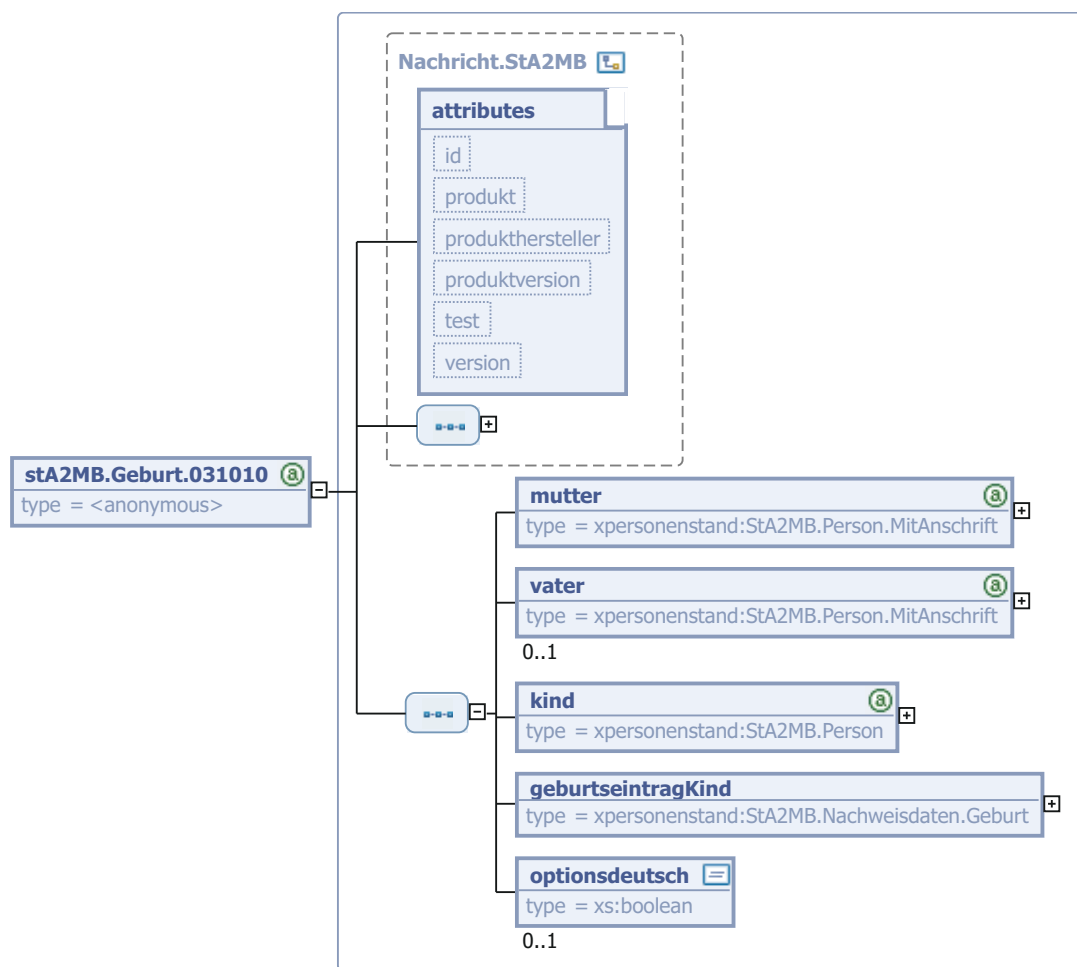 Nachricht.StA2MB
attributes
id
produkt
produkthersteller
produktversion
test
version
stA2MB.Geburt.031010
type = <anonymous>
mutter
type = xpersonenstand:StA2MB.Person.MitAnschrift
vater
type = xpersonenstand:StA2MB.Person.MitAnschrift
0..1
kind
type = xpersonenstand:StA2MB.Person
geburtseintragKind
type = xpersonenstand:StA2MB.Nachweisdaten.Geburt
optionsdeutsch
type = xs:boolean
0..1